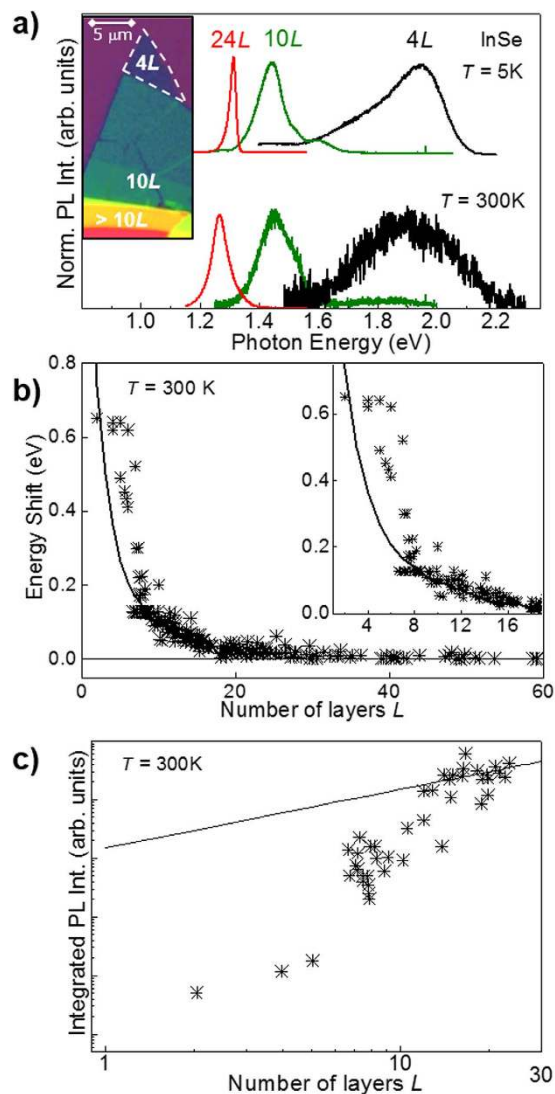 a)
5 μm
4L
10L
> 10L
24L 10L 4L InSe
T = 5K
T = 300K
Norm. PL Int. (arb. units)
1.0 1.2 1.4 1.6 1.8 2.0 2.2
Photon Energy (eV)
b)
T = 300 K
Energy Shift (eV)
0.8
0.6
0.4
0.2
0.0
0 20 40 60
Number of layers L
0.6
0.4
0.2
0.0
4 8 12 16
c)
T = 300K
Integrated PL Int. (arb. units)
1 10 30
Number of layers L